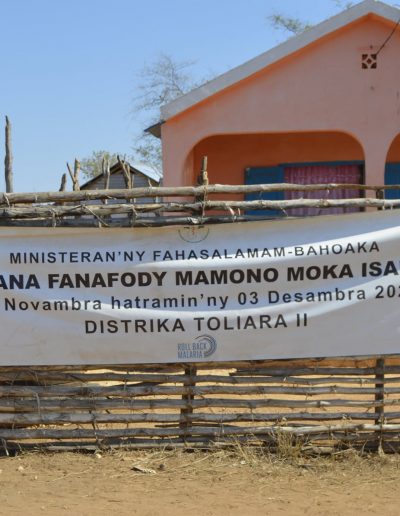 MINISTERAN'NY FAHASALAMAM-BAHOAKA
ANA FANAFODY MAMONO MOKA ISA
Novambra hatramin'ny 03 Desambra 202
DISTRIKA TOLIARA II
ROLL BACK
MALARIA